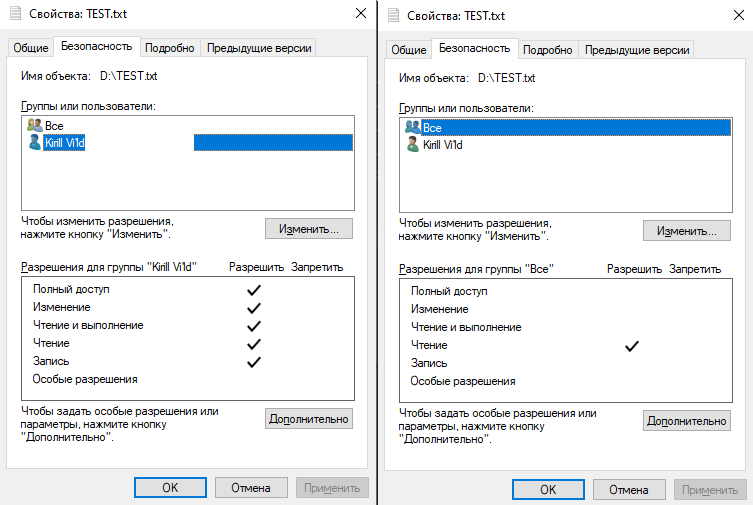 Свойства: TEST.txt
Общие Безопасность Подробно Предыдущие версии
Имя объекта: D:\TEST.txt
Группы или пользователи:
Все
Kirill Vi1d
Чтобы изменить разрешения,
нажмите кнопку "Изменить".
Изменить...
Разрешения для группы "Kirill Vi1d" Разрешить Запретить
Полный доступ
Изменение
Чтение и выполнение
Чтение
Запись
Особые разрешения
Чтобы задать особые разрешения или
параметры, нажмите кнопку
"Дополнительно".
Дополнительно
OK Отмена Применить
Свойства: TEST.txt
Общие Безопасность Подробно Предыдущие версии
Имя объекта: D:\TEST.txt
Группы или пользователи:
Все
Kirill Vi1d
Чтобы изменить разрешения,
нажмите кнопку "Изменить".
Изменить...
Разрешения для группы "Все" Разрешить Запретить
Полный доступ
Изменение
Чтение и выполнение
Чтение
Запись
Особые разрешения
Чтобы задать особые разрешения или
параметры, нажмите кнопку
"Дополнительно".
Дополнительно
OK Отмена Применить